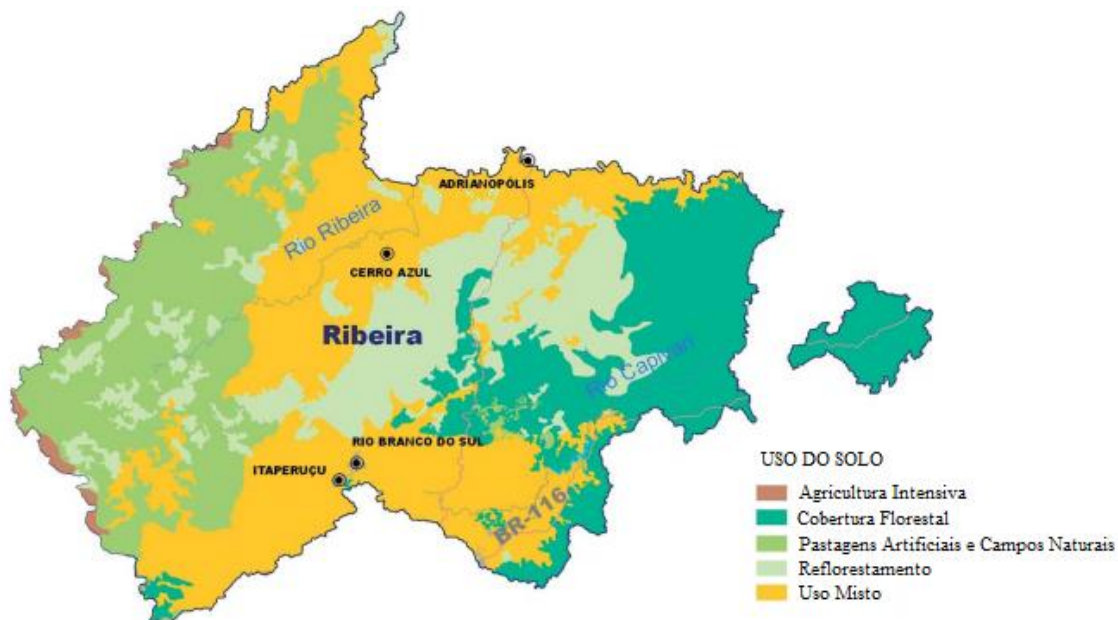 ADRIANOPÓLIS
Rio Ribeira
CERRO AZUL
Ribeira
Rio Capivari
RIO BRANCO DO SUL
ITAPERUÇU
BR-116
USO DO SOLO
Agricultura Intensiva
Cobertura Florestal
Pastagens Artificiais e Campos Naturais
Reflorestamento
Uso Misto